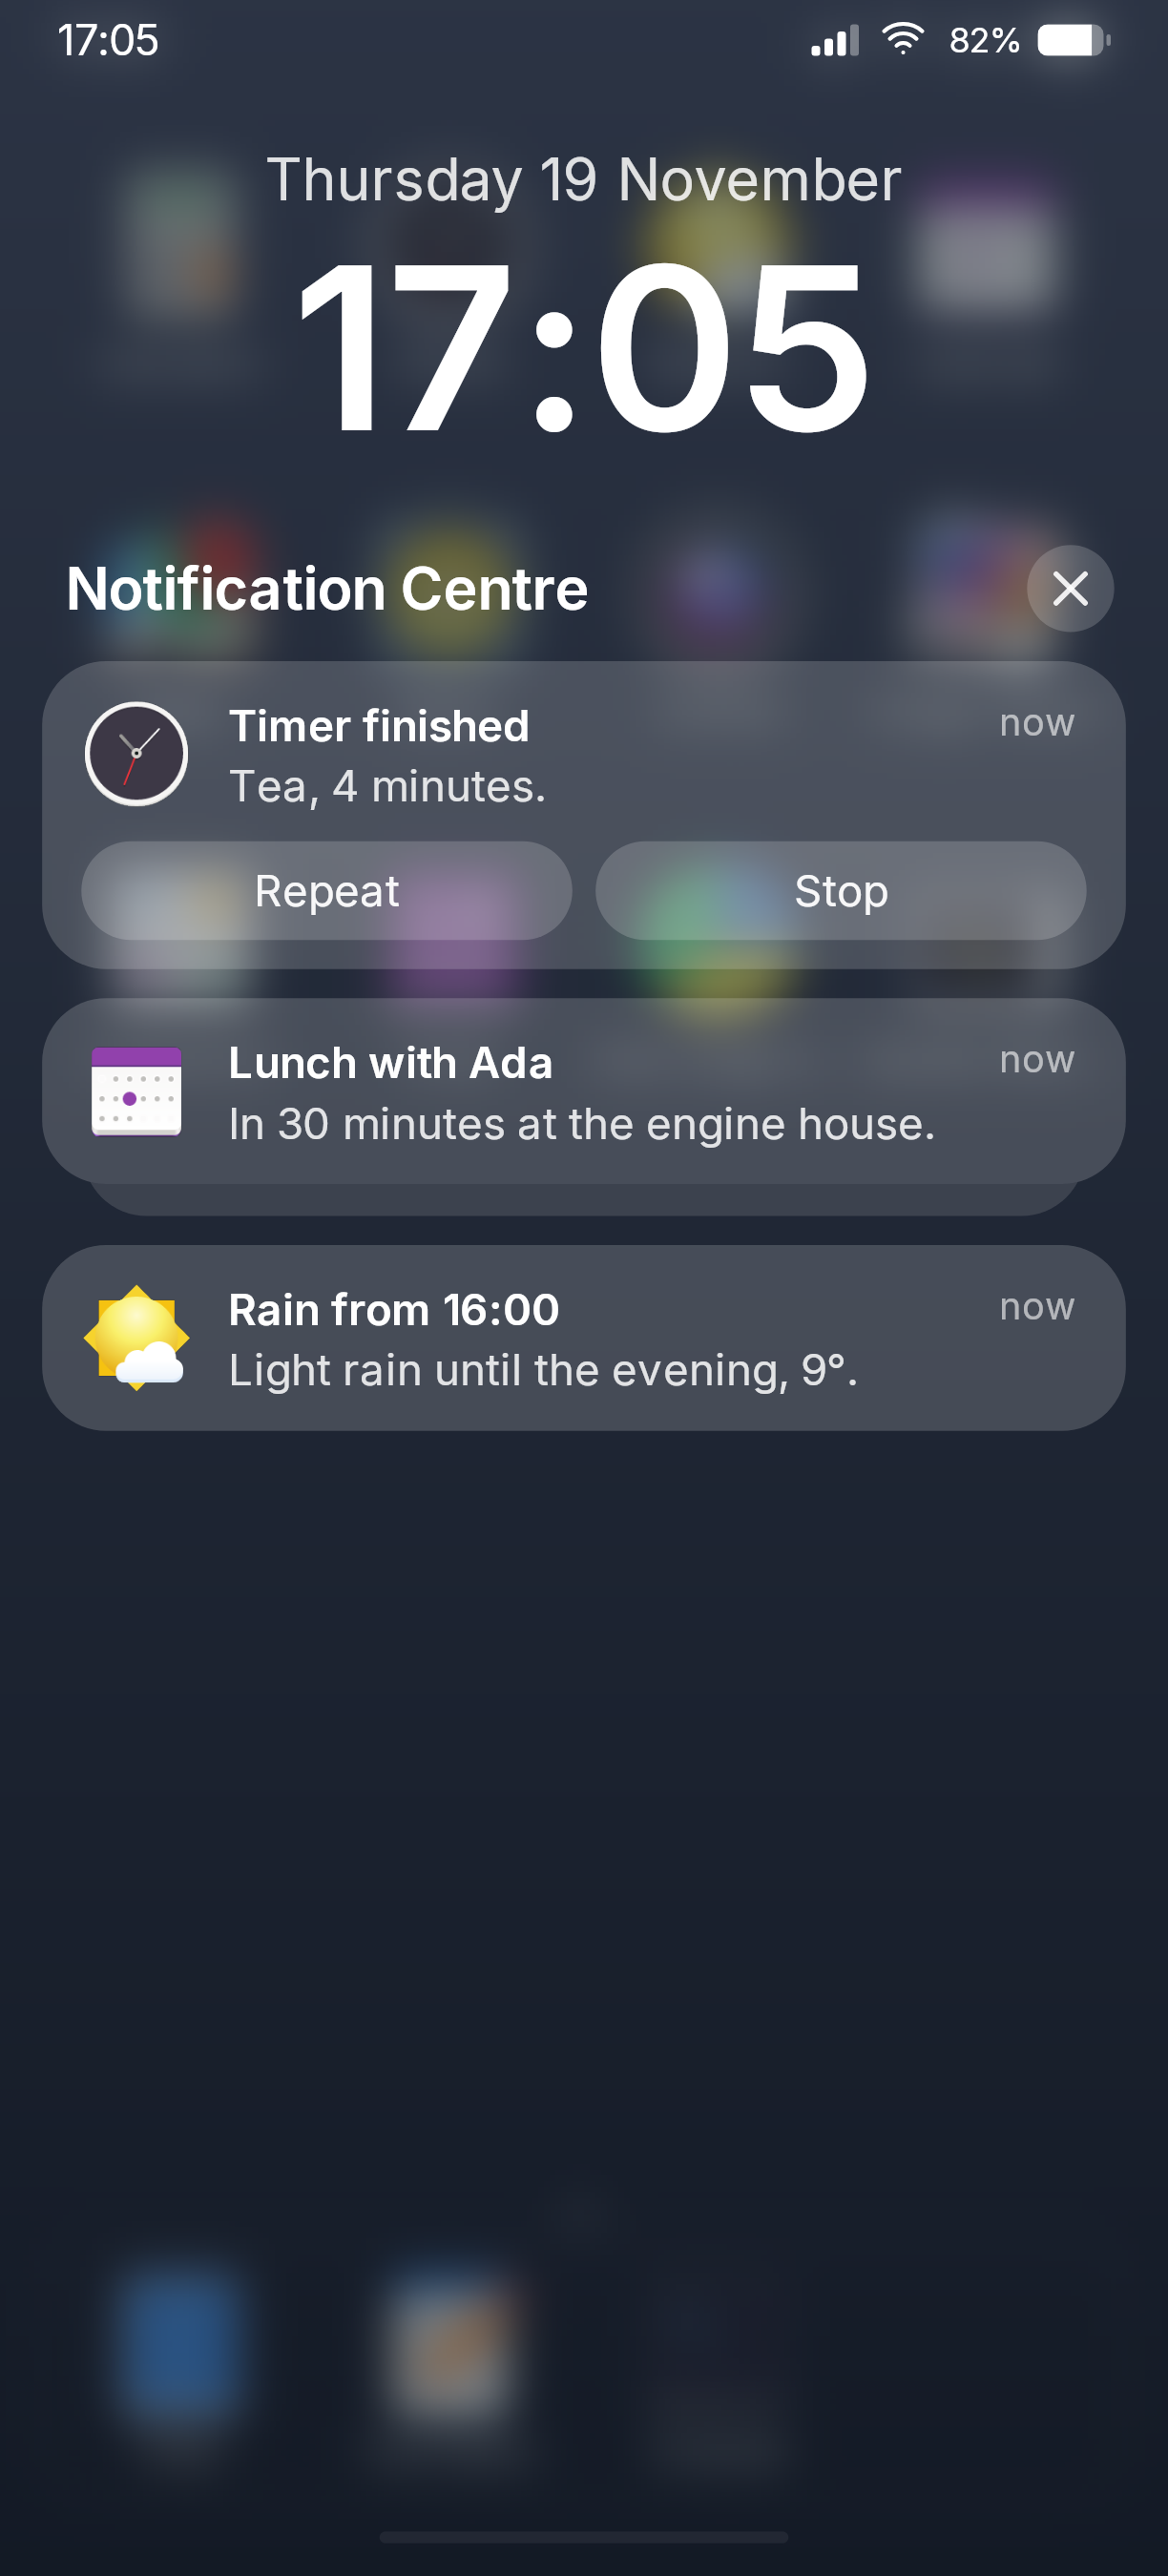 17:05
82%
Thursday 19 November
17:05
Notification Centre
Timer finished
now
Tea, 4 minutes.
Repeat
Stop
Lunch with Ada
now
In 30 minutes at the engine house.
Rain from 16:00
now
Light rain until the evening, 9°.